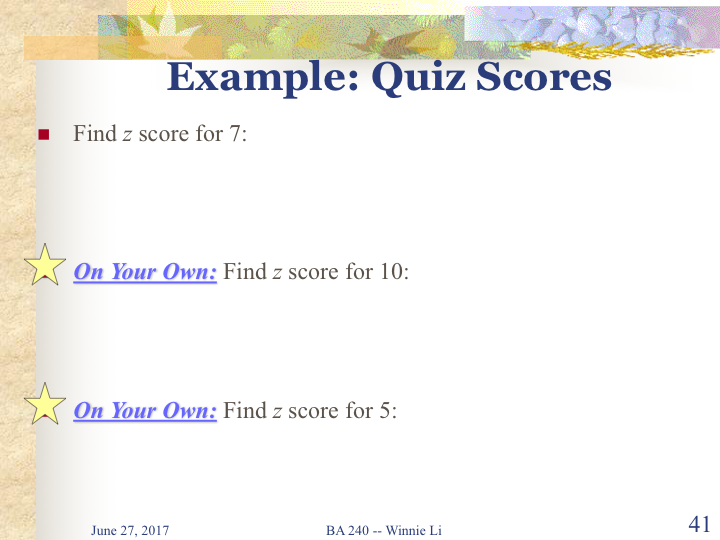 Example: Quiz Scores
Find z score for 7:
On Your Own: Find z score for 10:
On Your Own: Find z score for 5:
June 27, 2017
BA 240 -- Winnie Li
41